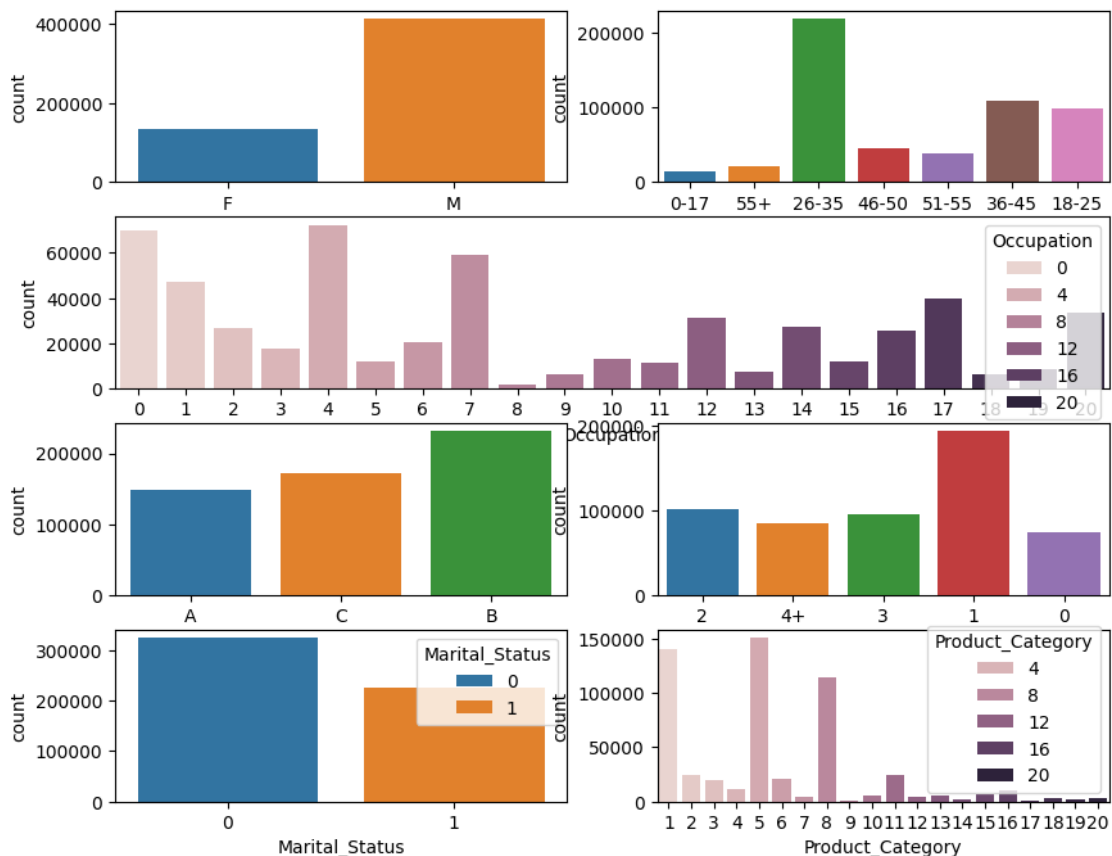 400000
200000
0
count
F M
200000
100000
0
count
0-17 55+ 26-35 46-50 51-55 36-45 18-25
60000
40000
20000
0
count
Occupation
0
4
8
12
16
20
0 1 2 3 4 5 6 7 8 9 10 11 12 13 14 15 16 17 18 19 20
Occupation
200000
100000
0
count
A C B
200000
100000
0
count
2 4+ 3 1 0
300000
200000
100000
0
count
Marital_Status
0
1
0 1
Marital_Status
150000
100000
50000
0
count
Product_Category
4
8
12
16
20
1 2 3 4 5 6 7 8 9 10 11 12 13 14 15 16 17 18 19 20
Product_Category